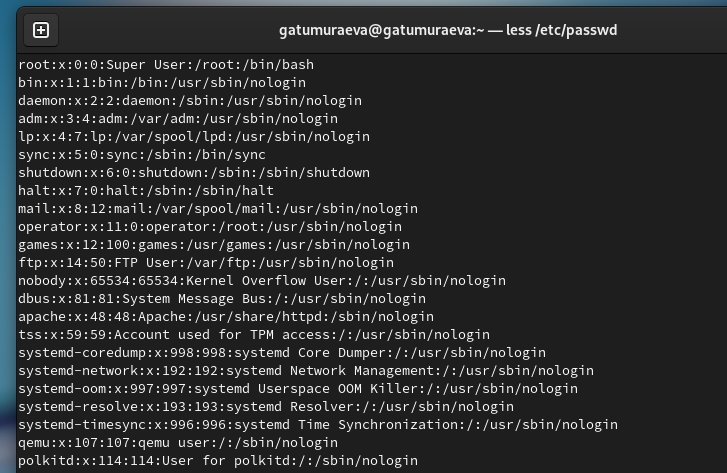 gatumuraeva@gatumuraeva:~ — less /etc/passwd
root:x:0:0:Super User:/root:/bin/bash
bin:x:1:1:bin:/bin:/usr/sbin/nologin
daemon:x:2:2:daemon:/sbin:/usr/sbin/nologin
adm:x:3:4:adm:/var/adm:/usr/sbin/nologin
lp:x:4:7:lp:/var/spool/lpd:/usr/sbin/nologin
sync:x:5:0:sync:/sbin:/bin/sync
shutdown:x:6:0:shutdown:/sbin:/sbin/shutdown
halt:x:7:0:halt:/sbin:/sbin/halt
mail:x:8:12:mail:/var/spool/mail:/usr/sbin/nologin
operator:x:11:0:operator:/root:/usr/sbin/nologin
games:x:12:100:games:/usr/games:/usr/sbin/nologin
ftp:x:14:50:FTP User:/var/ftp:/usr/sbin/nologin
nobody:x:65534:65534:Kernel Overflow User:/:/usr/sbin/nologin
dbus:x:81:81:System Message Bus:/:/usr/sbin/nologin
apache:x:48:48:Apache:/usr/share/httpd:/sbin/nologin
tss:x:59:59:Account used for TPM access:/:/usr/sbin/nologin
systemd-coredump:x:998:998:systemd Core Dumper:/:/usr/sbin/nologin
systemd-network:x:192:192:systemd Network Management:/:/usr/sbin/nologin
systemd-oom:x:997:997:systemd Userspace OOM Killer:/:/usr/sbin/nologin
systemd-resolve:x:193:193:systemd Resolver:/:/usr/sbin/nologin
systemd-timesync:x:996:996:systemd Time Synchronization:/:/usr/sbin/nologin
qemu:x:107:107:qemu user:/:/sbin/nologin
polkitd:x:114:114:User for polkitd:/:/sbin/nologin